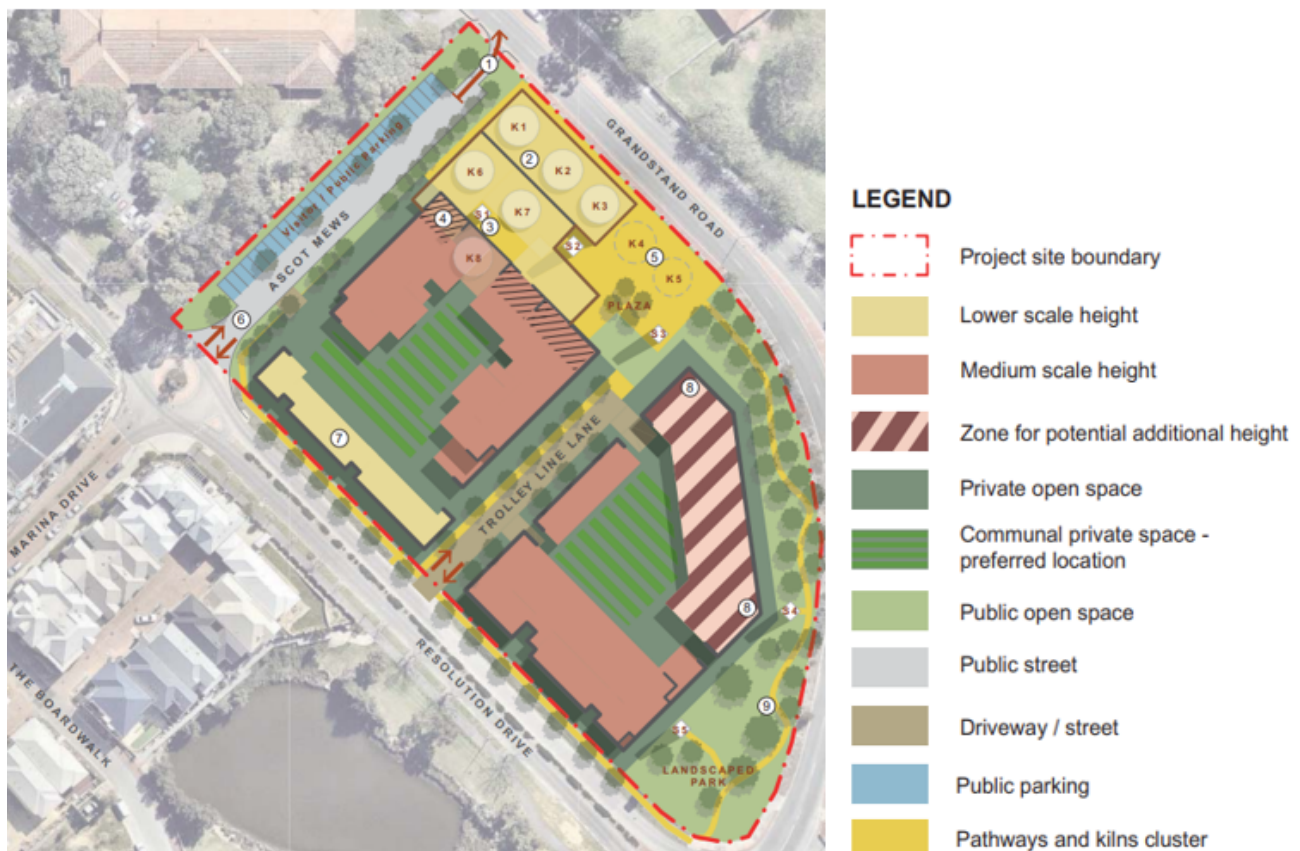 1
GRANDSTAND ROAD
K1
2
K2
K3
K6
K7
S1
3
4
S2
K4
5
K5
K8
PLAZA
S3
Visitor / Public Parking
ASCOT MEWS
6
7
8
TROLLEY LINE LANE
8
S4
9
S5
LANDSCAPED
PARK
MARINA DRIVE
THE BOARDWALK
RESOLUTION DRIVE
LEGEND
Project site boundary
Lower scale height
Medium scale height
Zone for potential additional height
Private open space
Communal private space -
preferred location
Public open space
Public street
Driveway / street
Public parking
Pathways and kilns cluster